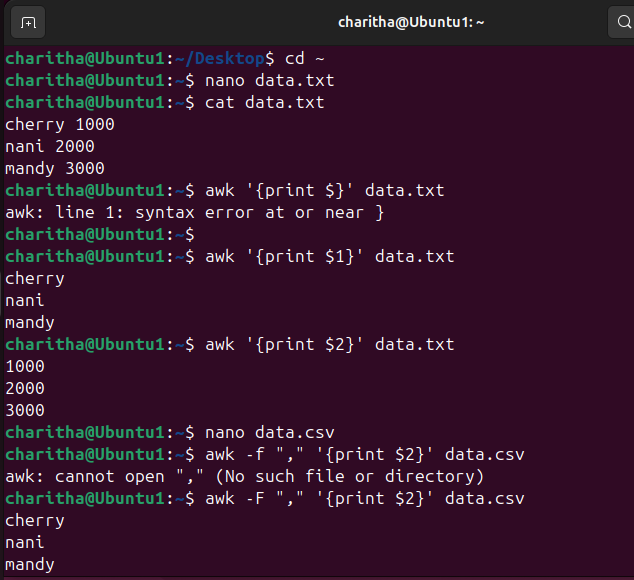 charitha@Ubuntu1: ~
charitha@Ubuntu1:~/Desktop$ cd ~
charitha@Ubuntu1:~$ nano data.txt
charitha@Ubuntu1:~$ cat data.txt
cherry 1000
nani 2000
mandy 3000
charitha@Ubuntu1:~$ awk '{print $}' data.txt
awk: line 1: syntax error at or near }
charitha@Ubuntu1:~$
charitha@Ubuntu1:~$ awk '{print $1}' data.txt
cherry
nani
mandy
charitha@Ubuntu1:~$ awk '{print $2}' data.txt
1000
2000
3000
charitha@Ubuntu1:~$ nano data.csv
charitha@Ubuntu1:~$ awk -f "," '{print $2}' data.csv
awk: cannot open "," (No such file or directory)
charitha@Ubuntu1:~$ awk -F "," '{print $2}' data.csv
cherry
nani
mandy